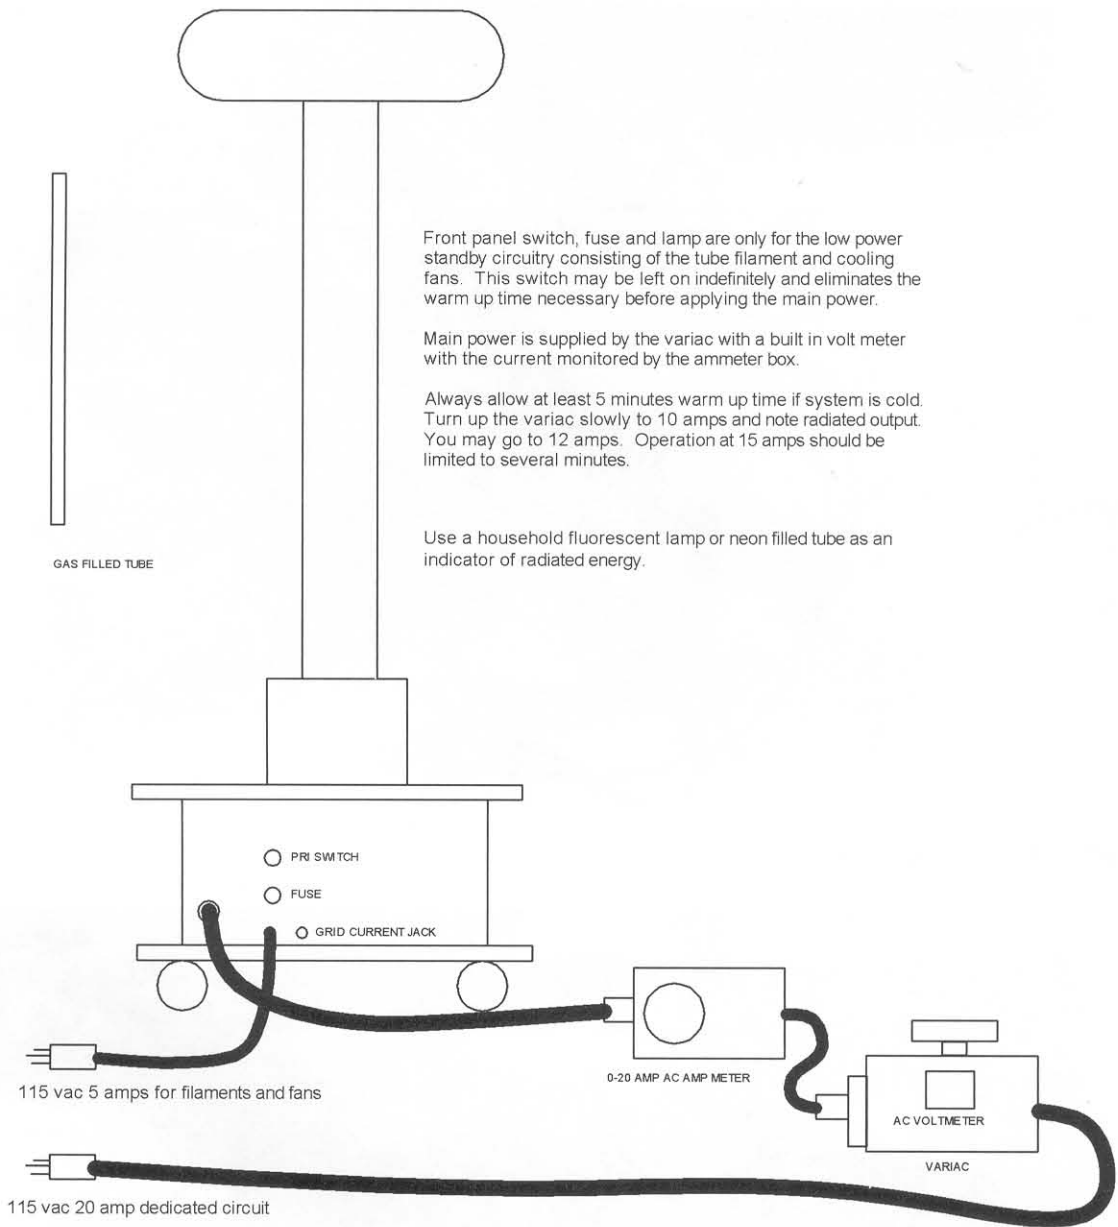 Front panel switch, fuse and lamp are only for the low power
standby circuitry consisting of the tube filament and cooling
fans. This switch may be left on indefinitely and eliminates the
warm up time necessary before applying the main power.
Main power is supplied by the variac with a built in volt meter
with the current monitored by the ammeter box.
Always allow at least 5 minutes warm up time if system is cold.
Turn up the variac slowly to 10 amps and note radiated output.
You may go to 12 amps. Operation at 15 amps should be
limited to several minutes.
Use a household fluorescent lamp or neon filled tube as an
indicator of radiated energy.
GAS FILLED TUBE
PRI SWITCH
FUSE
GRID CURRENT JACK
0-20 AMP AC AMP METER
115 vac 5 amps for filaments and fans
AC VOLTMETER
VARIAC
115 vac 20 amp dedicated circuit